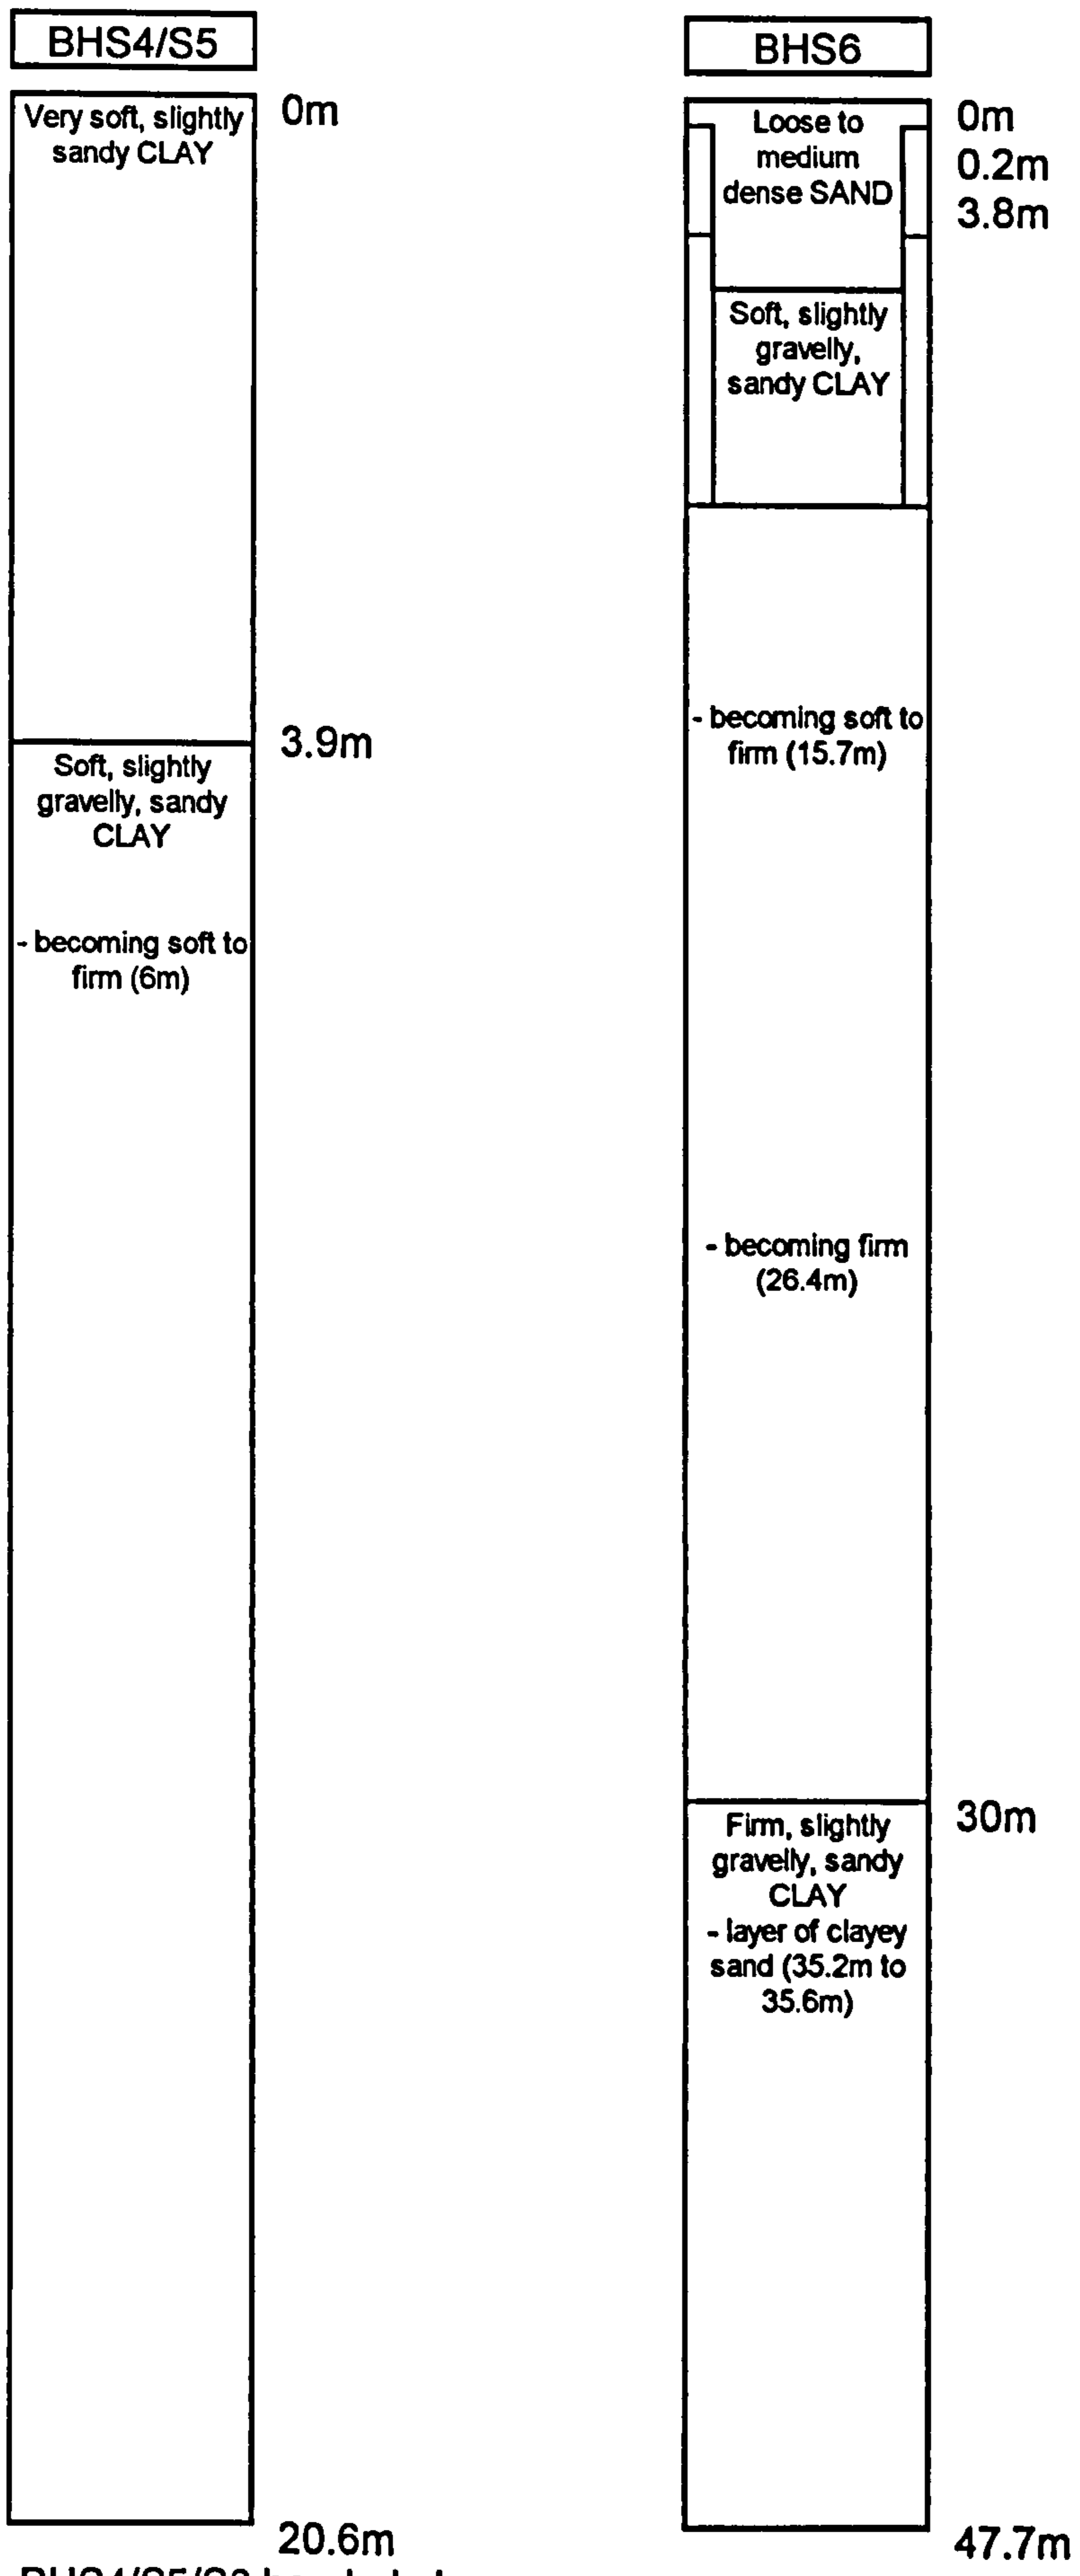 BHS4/S5
Very soft, slightly
sandy CLAY
0m
3.9m
Soft, slightly
gravelly, sandy
CLAY
- becoming soft to
firm (6m)
20.6m
BHS6
Loose to
medium
dense SAND
0m
0.2m
3.8m
Soft, slightly
gravelly,
sandy CLAY
- becoming soft to
firm (15.7m)
- becoming firm
(26.4m)
30m
Firm, slightly
gravelly, sandy
CLAY
- layer of clayey
sand (35.2m to
35.6m)
47.7m